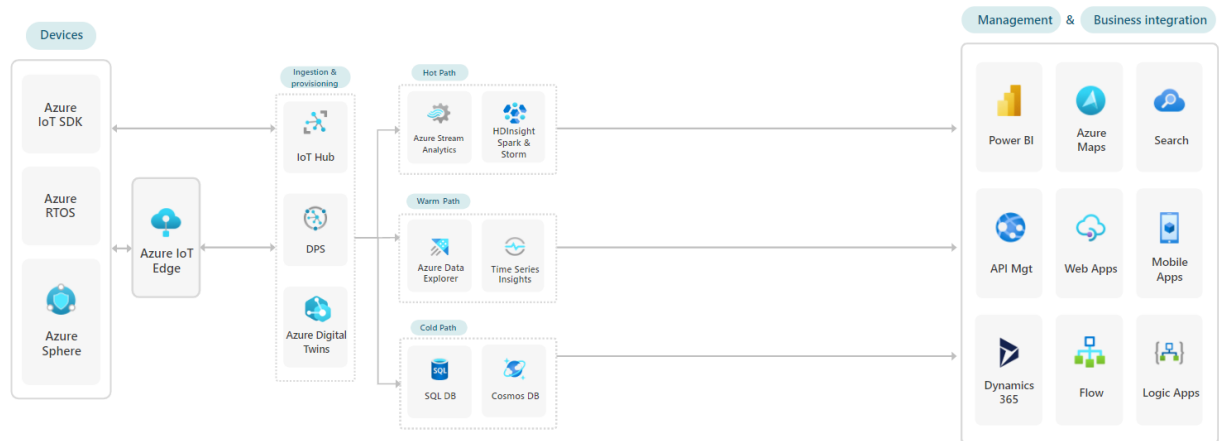 Devices
Azure
IoT SDK
Azure
RTOS
Azure
Sphere
Azure IoT
Edge
Ingestion &
provisioning
IoT Hub
DPS
Azure Digital
Twins
Hot Path
Azure Stream
Analytics
HDInsight
Spark &
Storm
Warm Path
Azure Data
Explorer
Time Series
Insights
Cold Path
SQL
SQL DB
Cosmos DB
Management & Business integration
Power BI
Azure
Maps
Search
API Mgt
Web Apps
Mobile
Apps
Dynamics
365
Flow
Logic Apps